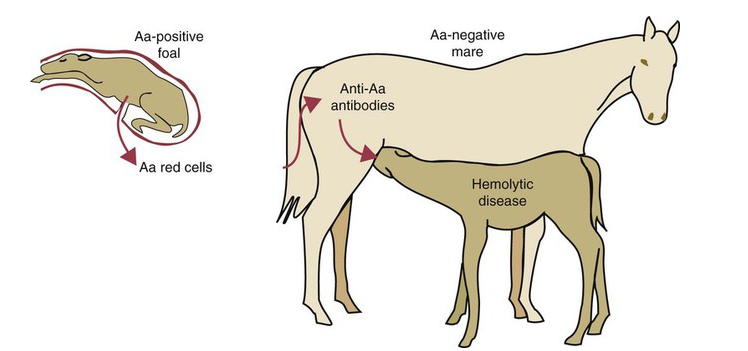 Aa-positive
foal
Aa red cells
Aa-negative
mare
Anti-Aa
antibodies
Hemolytic
disease